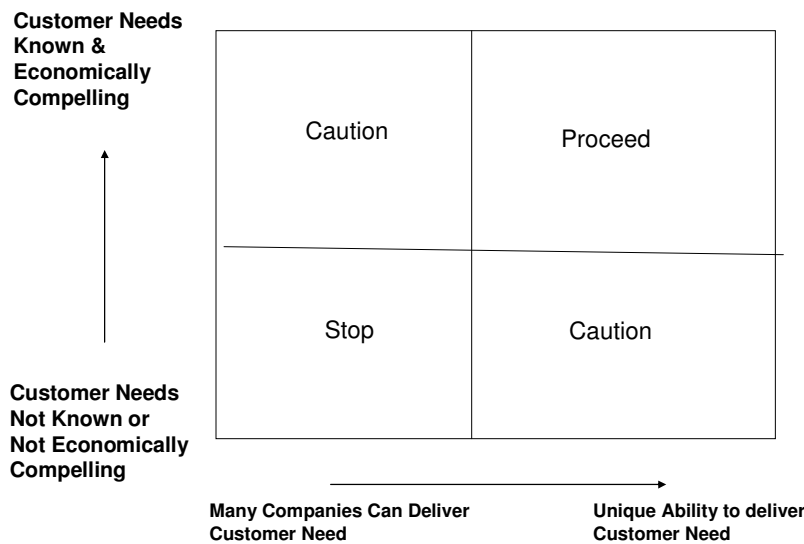 Customer Needs
Known &
Economically
Compelling
Caution
Proceed
Stop
Caution
Customer Needs
Not Known or
Not Economically
Compelling
Many Companies Can Deliver
Customer Need
Unique Ability to deliver
Customer Need